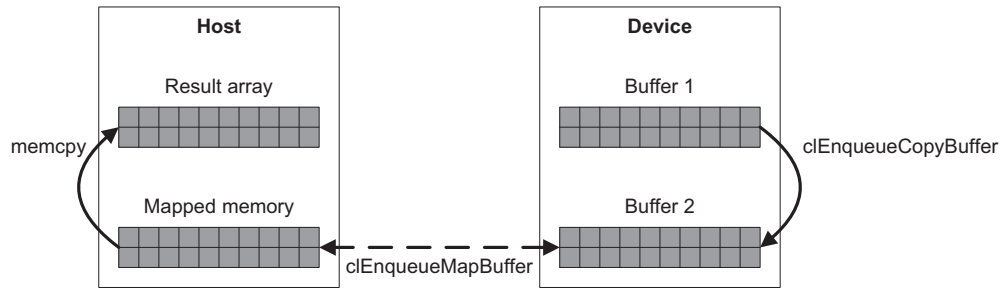 Host
Device
Result array
Buffer 1
memcpy
clEnqueueCopyBuffer
Mapped memory
Buffer 2
clEnqueueMapBuffer